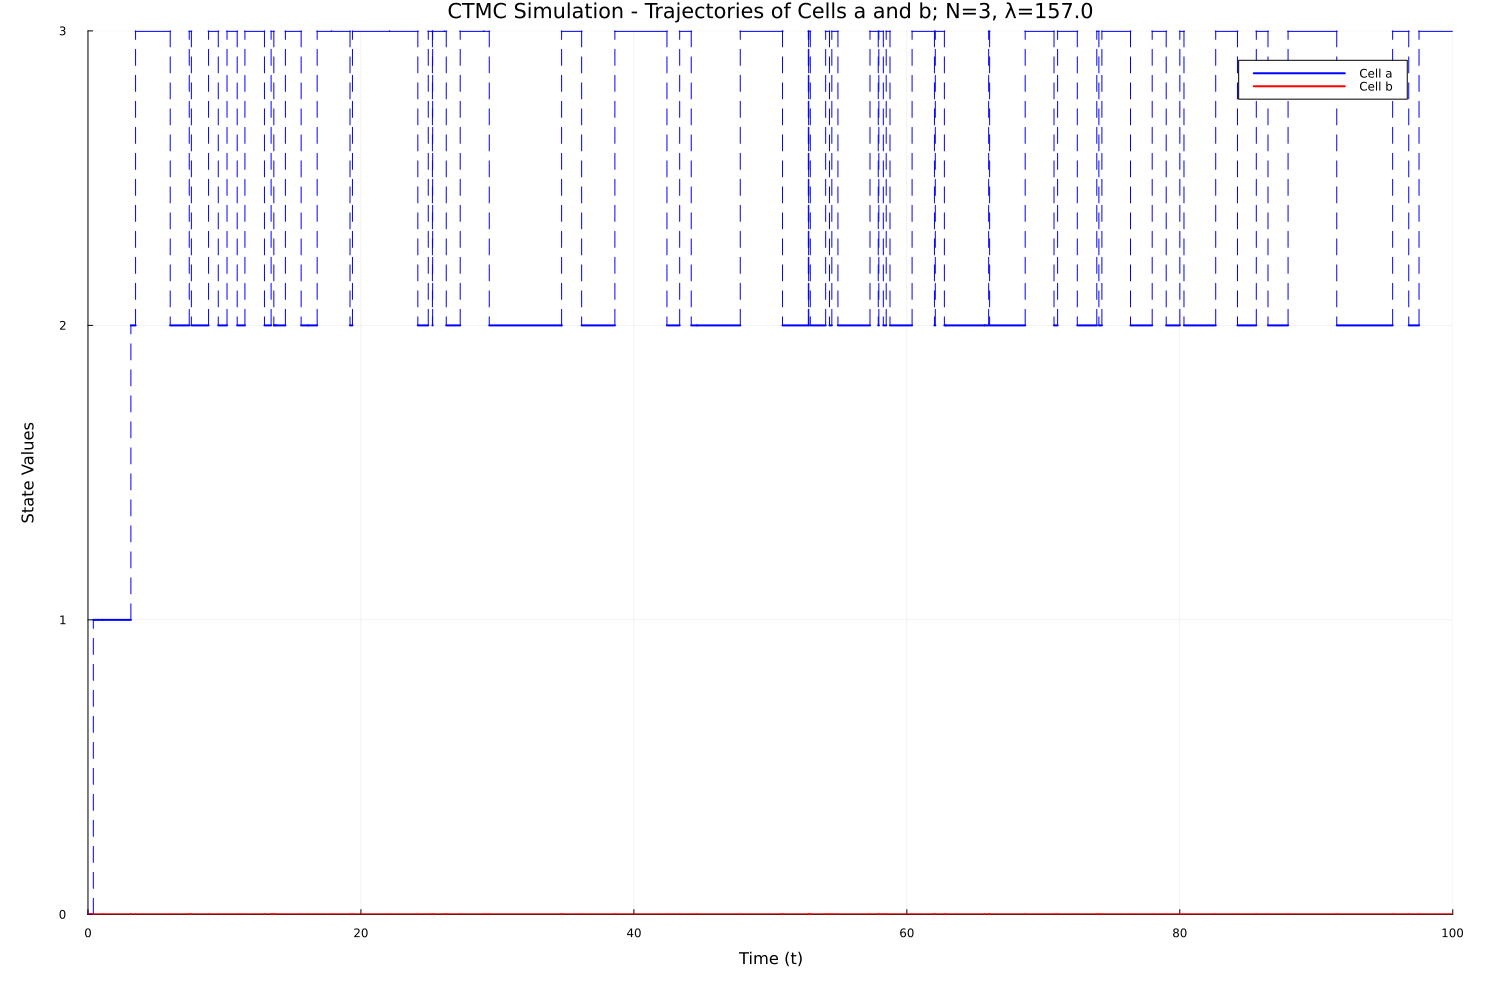 CTMC Simulation - Trajectories of Cells a and b; N=3, λ=157.0
3
Cell a
Cell b
2
State Values
1
0
0 20 40 60 80 100
Time (t)